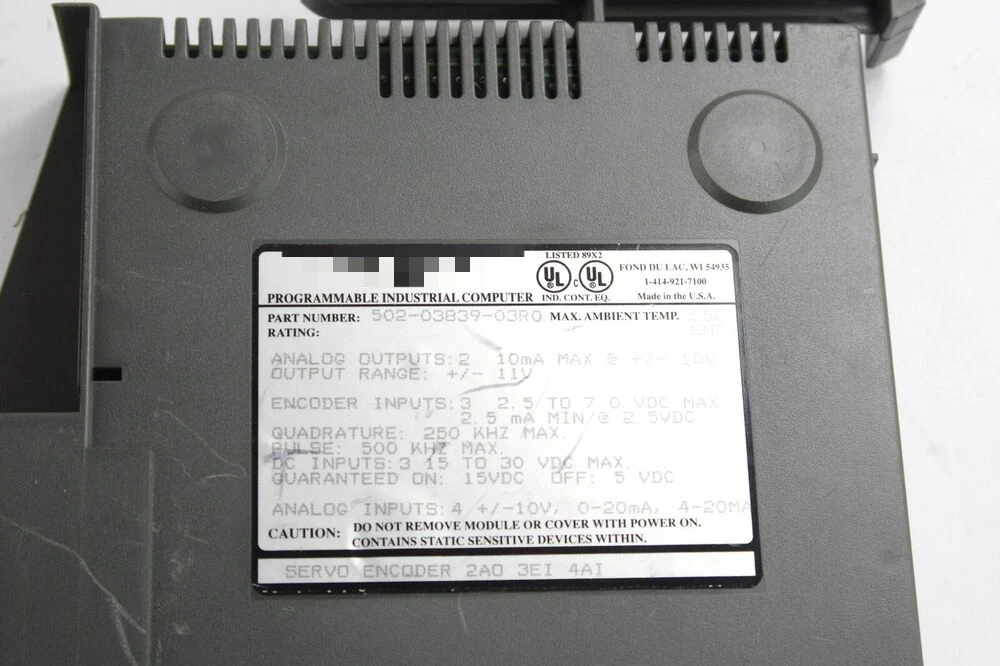 LISTED 89X2
UL c UL
IND. CONT. EQ.
FOND DU LAC, WI 54935
1-414-921-7100
Made in the U.S.A.
PROGRAMMABLE INDUSTRIAL COMPUTER
PART NUMBER: 502-03839-03R0 MAX. AMBIENT TEMP. 55C
RATING:
ANALOG OUTPUTS: 2 10mA MAX @ +/- 10V
OUTPUT RANGE: +/- 11V
ENCODER INPUTS: 3 2.5 TO 7.0 VDC MAX
2.5 mA MIN @ 2.5VDC
QUADRATURE: 250 KHZ MAX.
PULSE: 500 KHZ MAX.
DC INPUTS: 3 15 TO 30 VDC MAX.
GUARANTEED ON: 15VDC OFF: 5 VDC
ANALOG INPUTS: 4 +/-10V, 0-20mA, 4-20MA
CAUTION: DO NOT REMOVE MODULE OR COVER WITH POWER ON.
CONTAINS STATIC SENSITIVE DEVICES WITHIN.
SERVO ENCODER 2AO 3EI 4AI